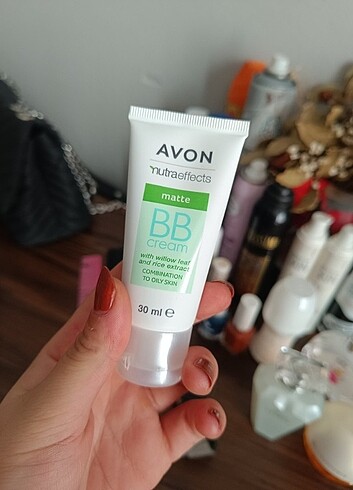 AVON
nutraeffects
matte
BB
cream
with willow leaf
and rice extract
COMBINATION
TO OILY SKIN
30 ml ℮